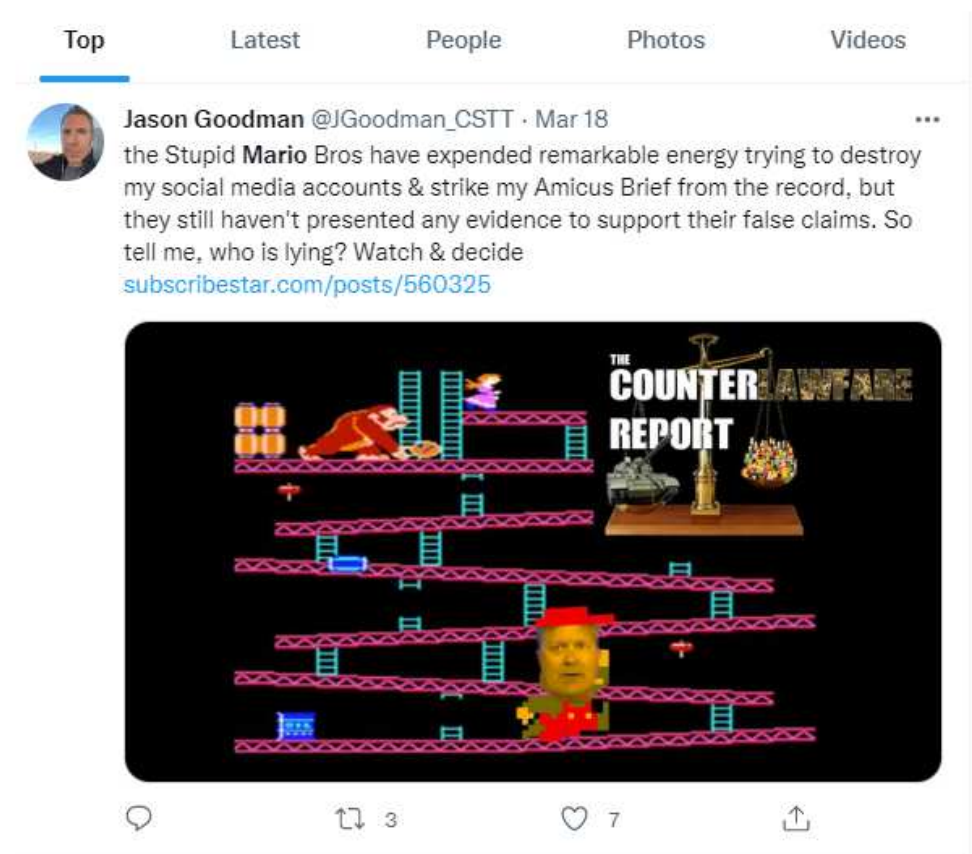 Top Latest People Photos Videos
Jason Goodman @JGoodman_CSTT · Mar 18
the Stupid Mario Bros have expended remarkable energy trying to destroy
my social media accounts & strike my Amicus Brief from the record, but
they still haven't presented any evidence to support their false claims. So
tell me, who is lying? Watch & decide
subscribestar.com/posts/560325
THE
COUNTERLAWFARE
REPORT
3 7